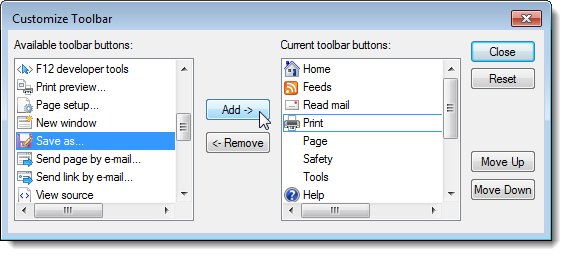 Customize Toolbar
Available toolbar buttons:
F12 developer tools
Print preview...
Page setup...
New window
Save as...
Send page by e-mail...
Send link by e-mail...
View source
Add ->
<- Remove
Current toolbar buttons:
Home
Feeds
Read mail
Print
Page
Safety
Tools
Help
Close
Reset
Move Up
Move Down